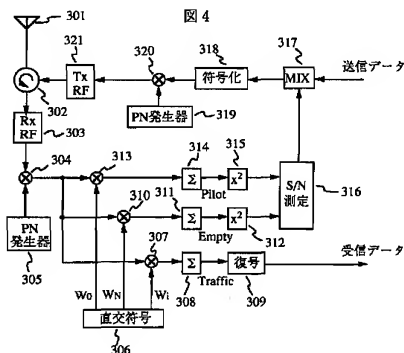 図4
301
321
320
318
317
Tx
RF
符号化
MIX
送信データ
302
PN発生器
319
Rx
RF
303
304
313
314
315
Σ
x²
Pilot
S/N
測定
316
310
311
Σ
x²
Empty
312
PN
発生器
305
307
受信データ
Σ
復号
Traffic
308
309
W₀
W_N
W_i
直交符号
306